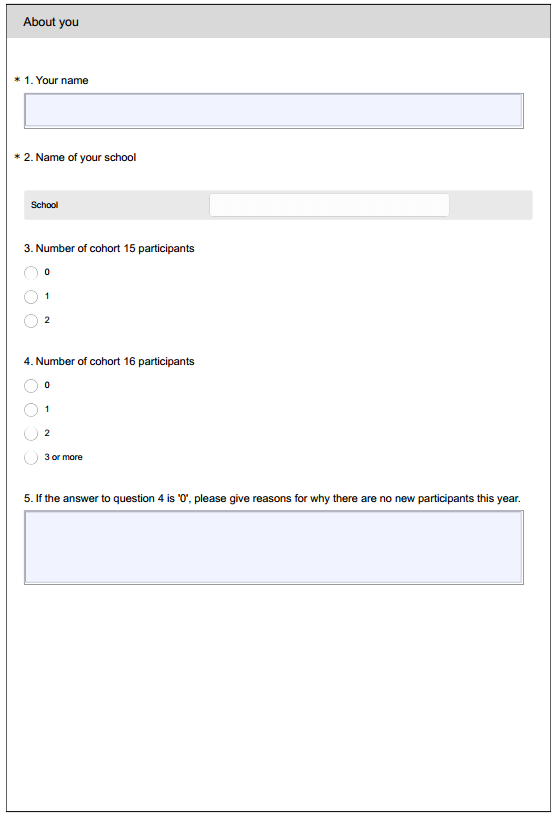 About you
* 1. Your name
* 2. Name of your school
School
3. Number of cohort 15 participants
0
1
2
4. Number of cohort 16 participants
0
1
2
3 or more
5. If the answer to question 4 is '0', please give reasons for why there are no new participants this year.